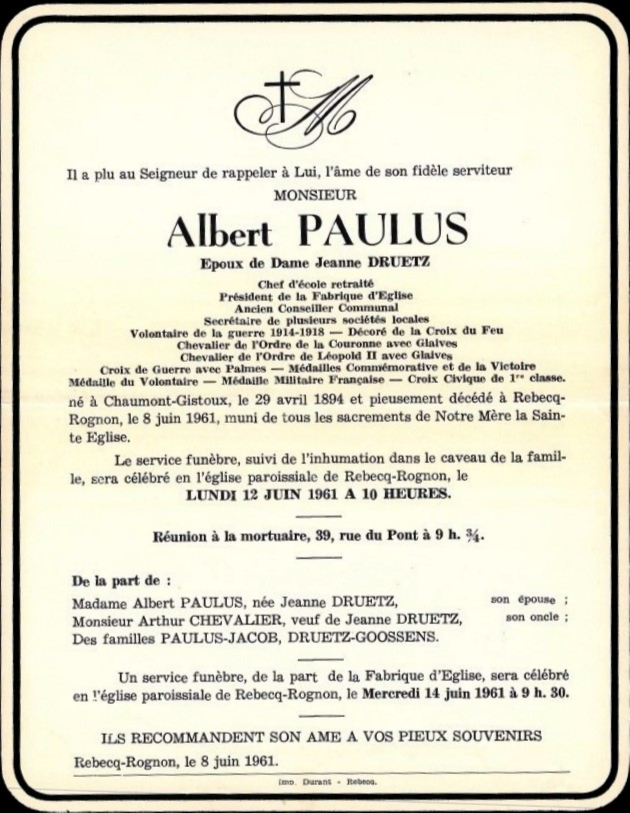 M
Il a plu au Seigneur de rappeler à Lui, l'âme de son fidèle serviteur
MONSIEUR
Albert PAULUS
Epoux de Dame Jeanne DRUETZ
Chef d'école retraité
Président de la Fabrique d'Eglise
Ancien Conseiller Communal
Secrétaire de plusieurs sociétés locales
Volontaire de la guerre 1914-1918 — Décoré de la Croix du Feu
Chevalier de l'Ordre de la Couronne avec Glaives
Chevalier de l'Ordre de Léopold II avec Glaives
Croix de Guerre avec Palmes — Médailles Commémorative et de la Victoire
Médaille du Volontaire — Médaille Militaire Française — Croix Civique de 1re classe.
né à Chaumont-Gistoux, le 29 avril 1894 et pieusement décédé à Rebecq-
Rognon, le 8 juin 1961, muni de tous les sacrements de Notre Mère la Sain-
te Eglise.
Le service funèbre, suivi de l'inhumation dans le caveau de la famil-
le, sera célébré en l'église paroissiale de Rebecq-Rognon, le
LUNDI 12 JUIN 1961 A 10 HEURES.
Réunion à la mortuaire, 39, rue du Pont à 9 h. ¾.
De la part de :
Madame Albert PAULUS, née Jeanne DRUETZ, son épouse ;
Monsieur Arthur CHEVALIER, veuf de Jeanne DRUETZ, son oncle ;
Des familles PAULUS-JACOB, DRUETZ-GOOSSENS.
Un service funèbre, de la part de la Fabrique d'Eglise, sera célébré
en l'église paroissiale de Rebecq-Rognon, le Mercredi 14 juin 1961 à 9 h. 30.
ILS RECOMMANDENT SON AME A VOS PIEUX SOUVENIRS
Rebecq-Rognon, le 8 juin 1961.
Imp. Durant - Rebecq.